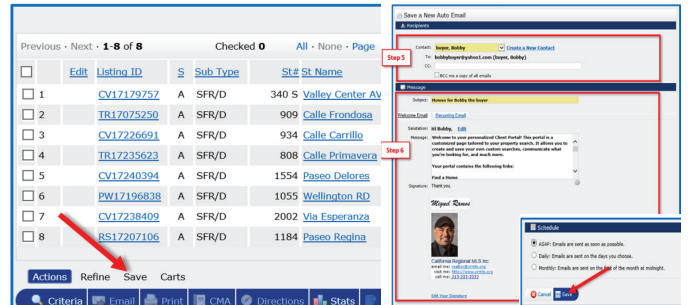 Previous · Next · 1-8 of 8 Checked 0 All · None · Page
Edit Listing ID S Sub Type St# St Name
1 CV17179757 A SFR/D 340 S Valley Center AV
2 TR17075250 A SFR/D 909 Calle Frondosa
3 CV17226691 A SFR/D 934 Calle Carrillo
4 TR17235623 A SFR/D 808 Calle Primavera
5 CV17240394 A SFR/D 1554 Paseo Delores
6 PW17196838 A SFR/D 1055 Wellington RD
7 CV17238409 A SFR/D 2002 Via Esperanza
8 RS17207106 A SFR/D 1184 Paseo Regina
Actions Refine Save Carts
Criteria Email Print CMA Directions Stats
Save a New Auto Email
Recipients
Step 5
Contact: buyer, Bobby Create a New Contact
To: bobbybuyer@yahoo1.com (buyer, Bobby)
CC:
BCC me a copy of all emails
Message
Subject: Homes for Bobby the buyer
Welcome Email Recurring Email
Step 6
Salutation: Hi Bobby, Edit
Message: Welcome to your personalized Client Portal! This portal is a
customized page tailored to your property search. It allows you to
create and save your own custom searches, communicate what
you're looking for, and much more.
Your portal contains the following links:
Find a Home
Signature: Thank you,
Miguel Ramos
California Regional MLS Inc
Edit Your Signature
Schedule
ASAP: Emails are sent as soon as possible.
Daily: Emails are sent on the days you choose.
Monthly: Emails are sent on the first of the month at midnight.
Cancel Save